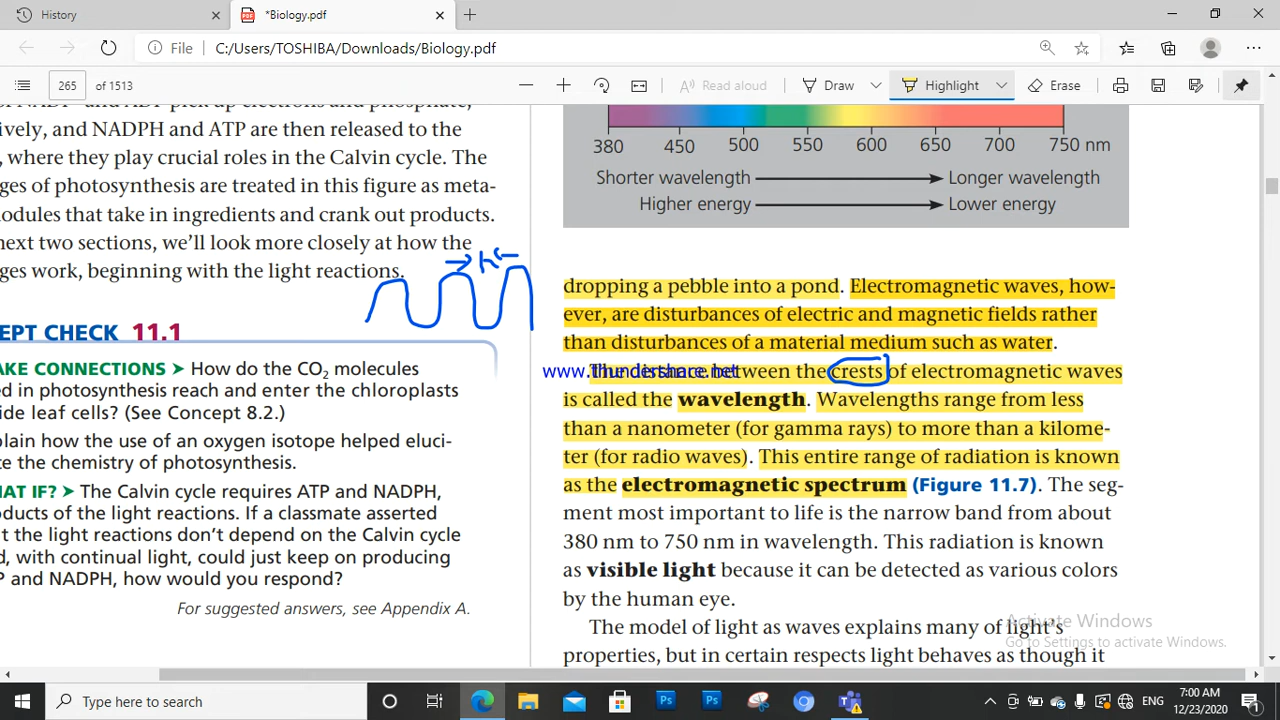 History
*Biology.pdf
File
C:/Users/TOSHIBA/Downloads/Biology.pdf
265 of 1513
Read aloud
Draw
Highlight
Erase
ively, and NADPH and ATP are then released to the
, where they play crucial roles in the Calvin cycle. The
ges of photosynthesis are treated in this figure as meta-
odules that take in ingredients and crank out products.
next two sections, we'll look more closely at how the
ges work, beginning with the light reactions.
EPT CHECK 11.1
AKE CONNECTIONS ➤ How do the CO2 molecules
ed in photosynthesis reach and enter the chloroplasts
ide leaf cells? (See Concept 8.2.)
plain how the use of an oxygen isotope helped eluci-
te the chemistry of photosynthesis.
AT IF? ➤ The Calvin cycle requires ATP and NADPH,
oducts of the light reactions. If a classmate asserted
t the light reactions don't depend on the Calvin cycle
d, with continual light, could just keep on producing
P and NADPH, how would you respond?
For suggested answers, see Appendix A.
380 450 500 550 600 650 700 750 nm
Shorter wavelength Longer wavelength
Higher energy Lower energy
dropping a pebble into a pond. Electromagnetic waves, how-
ever, are disturbances of electric and magnetic fields rather
than disturbances of a material medium such as water.
www.thundershare.net
The distance between the crests of electromagnetic waves
is called the wavelength. Wavelengths range from less
than a nanometer (for gamma rays) to more than a kilome-
ter (for radio waves). This entire range of radiation is known
as the electromagnetic spectrum (Figure 11.7). The seg-
ment most important to life is the narrow band from about
380 nm to 750 nm in wavelength. This radiation is known
as visible light because it can be detected as various colors
by the human eye.
The model of light as waves explains many of light's
properties, but in certain respects light behaves as though it
Activate Windows
Go to Settings to activate Windows.
Type here to search
ENG
7:00 AM
12/23/2020